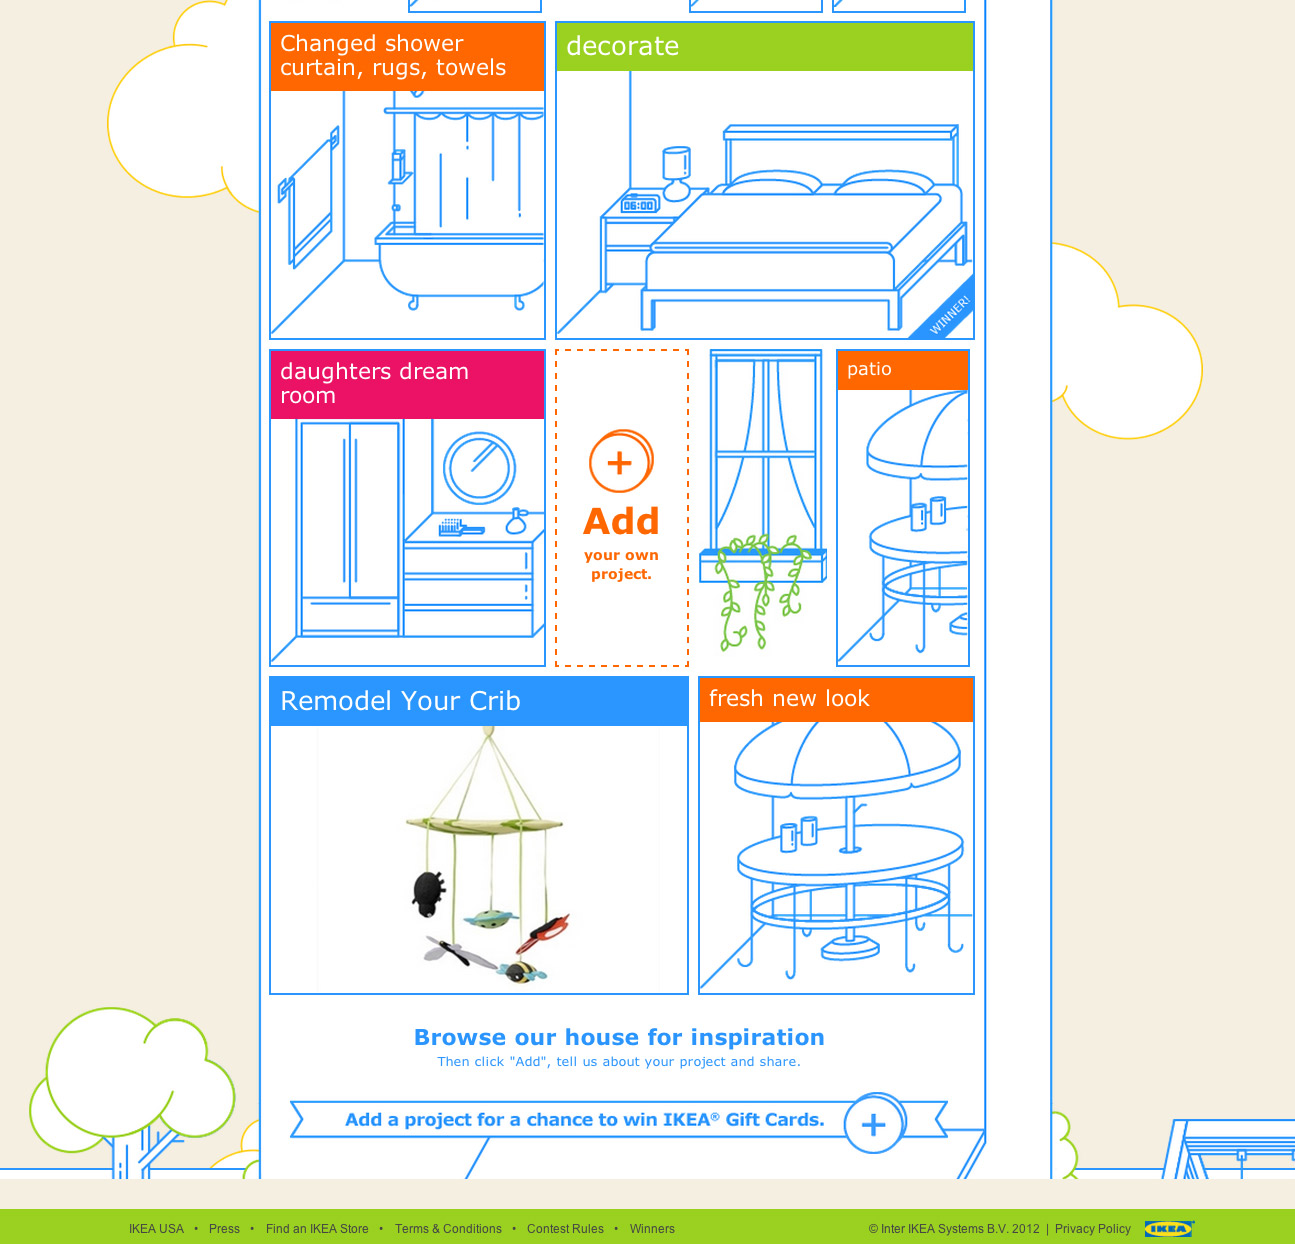 Changed shower
curtain, rugs, towels
decorate
06:00
WINNER!
daughters dream
room
Add
your own
project.
patio
Remodel Your Crib
fresh new look
Browse our house for inspiration
Then click "Add", tell us about your project and share.
Add a project for a chance to win IKEA® Gift Cards.
IKEA USA • Press • Find an IKEA Store • Terms & Conditions • Contest Rules • Winners
© Inter IKEA Systems B.V. 2012 | Privacy Policy
IKEA